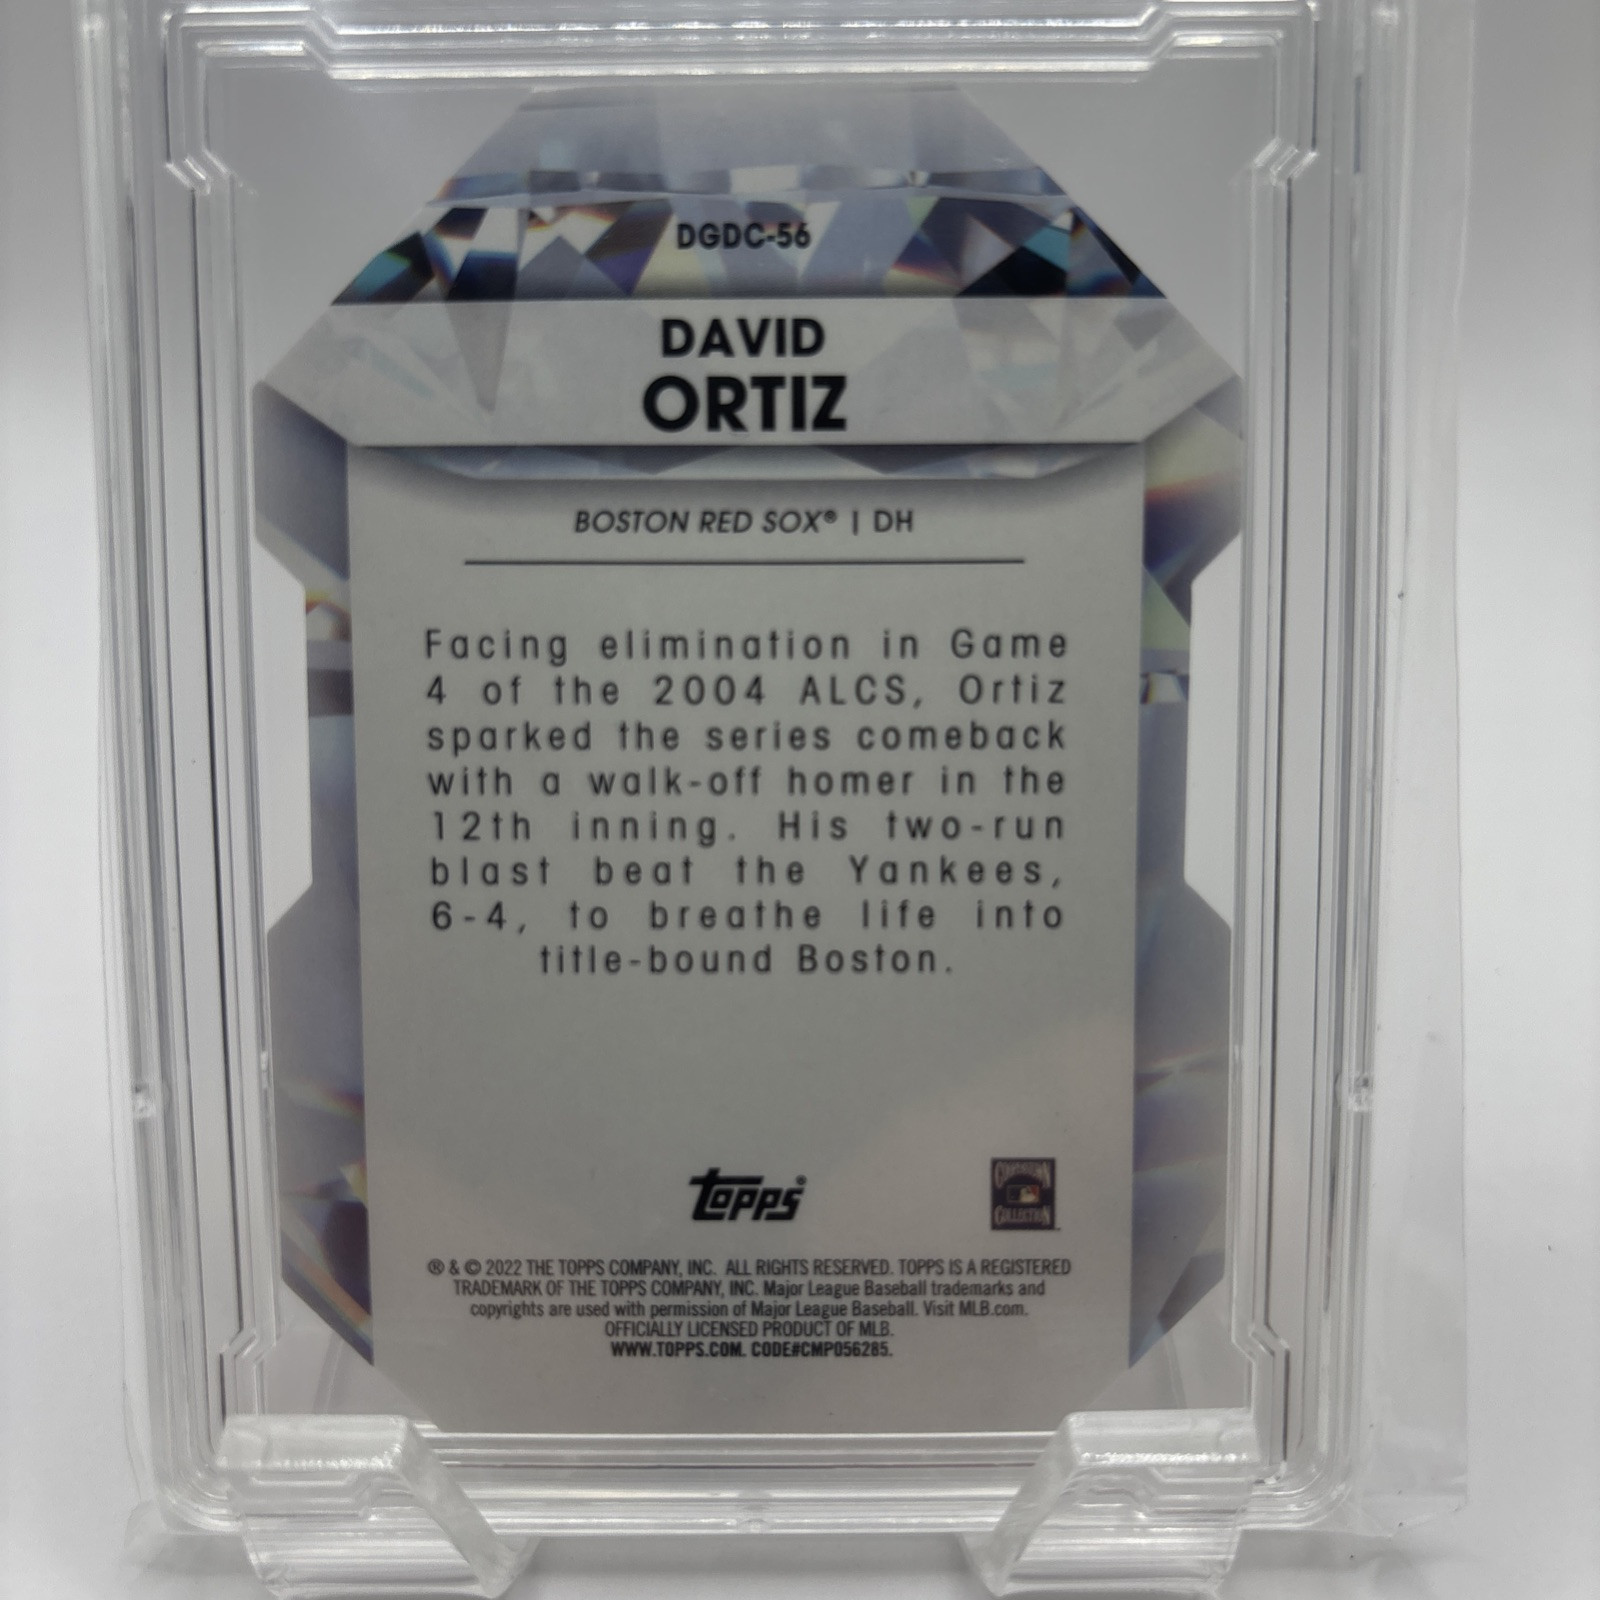 DGDC-56
DAVID
ORTIZ
BOSTON RED SOX® | DH
Facing elimination in Game
4 of the 2004 ALCS, Ortiz
sparked the series comeback
with a walk-off homer in the
12th inning. His two-run
blast beat the Yankees,
6-4, to breathe life into
title-bound Boston.
topps®
COOPERSTOWN
COLLECTION
® & © 2022 THE TOPPS COMPANY, INC. ALL RIGHTS RESERVED. TOPPS IS A REGISTERED
TRADEMARK OF THE TOPPS COMPANY, INC. Major League Baseball trademarks and
copyrights are used with permission of Major League Baseball. Visit MLB.com.
OFFICIALLY LICENSED PRODUCT OF MLB.
WWW.TOPPS.COM. CODE#CMP056285.